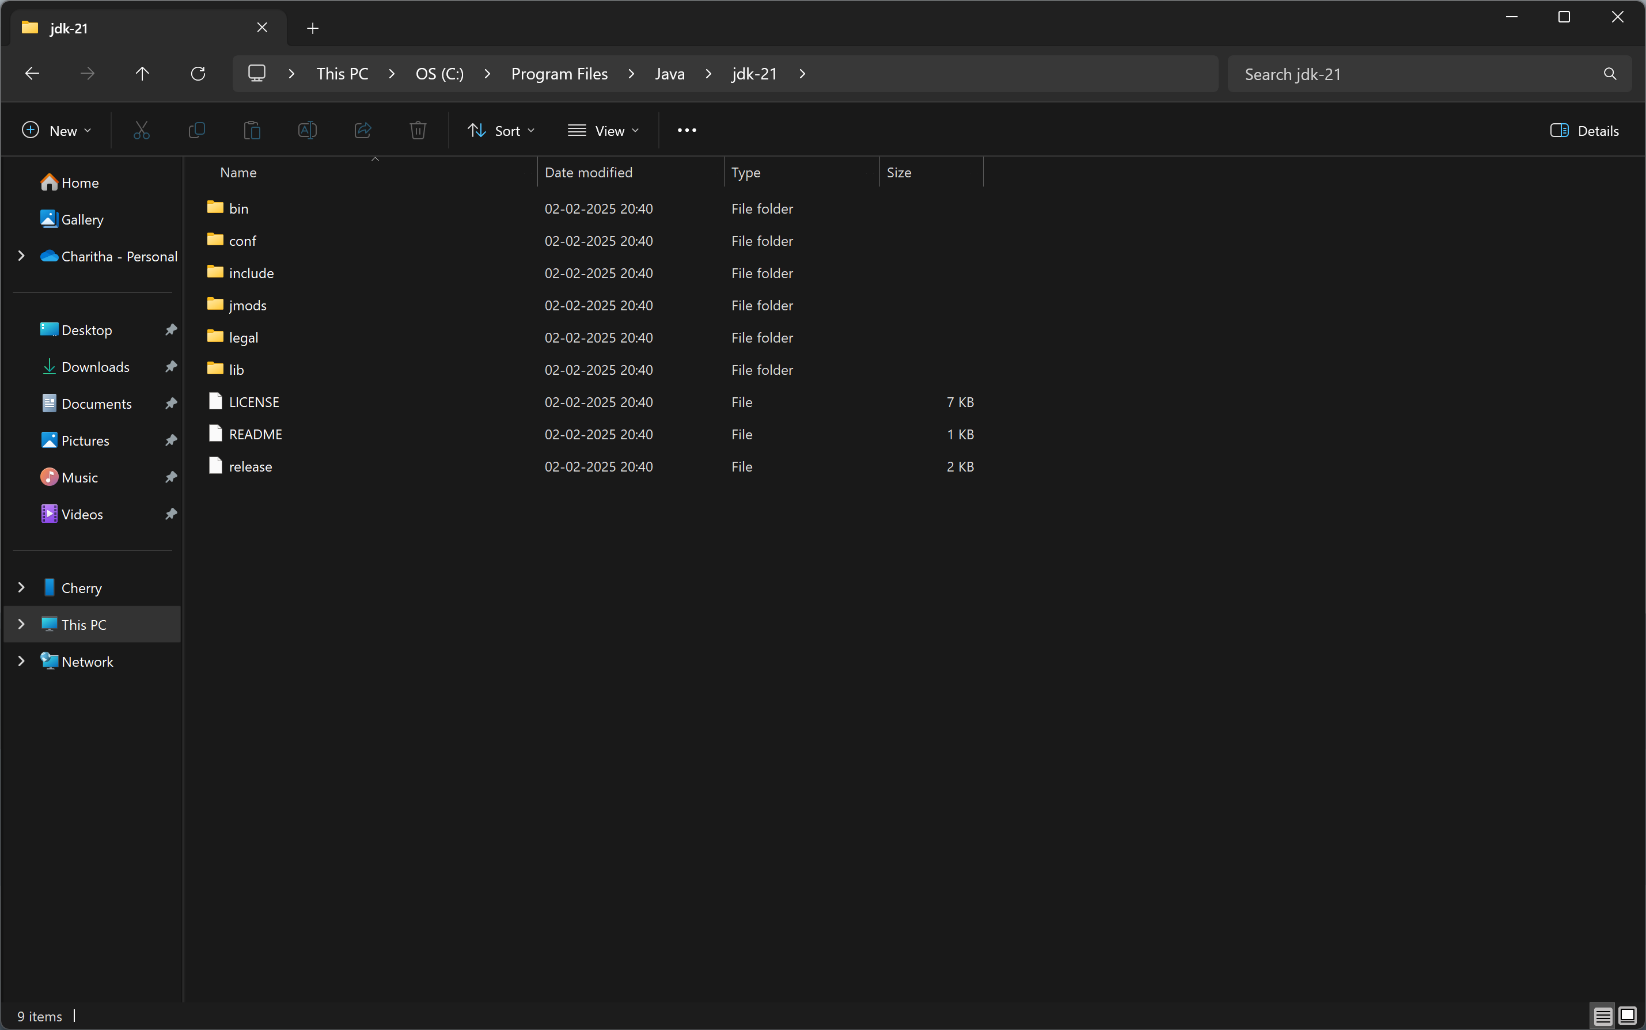 jdk-21
This PC > OS (C:) > Program Files > Java > jdk-21 >
Search jdk-21
New
Sort
View
Details
Name Date modified Type Size
Home
Gallery
Charitha - Personal
Desktop
Downloads
Documents
Pictures
Music
Videos
Cherry
This PC
Network
bin 02-02-2025 20:40 File folder
conf 02-02-2025 20:40 File folder
include 02-02-2025 20:40 File folder
jmods 02-02-2025 20:40 File folder
legal 02-02-2025 20:40 File folder
lib 02-02-2025 20:40 File folder
LICENSE 02-02-2025 20:40 File 7 KB
README 02-02-2025 20:40 File 1 KB
release 02-02-2025 20:40 File 2 KB
9 items